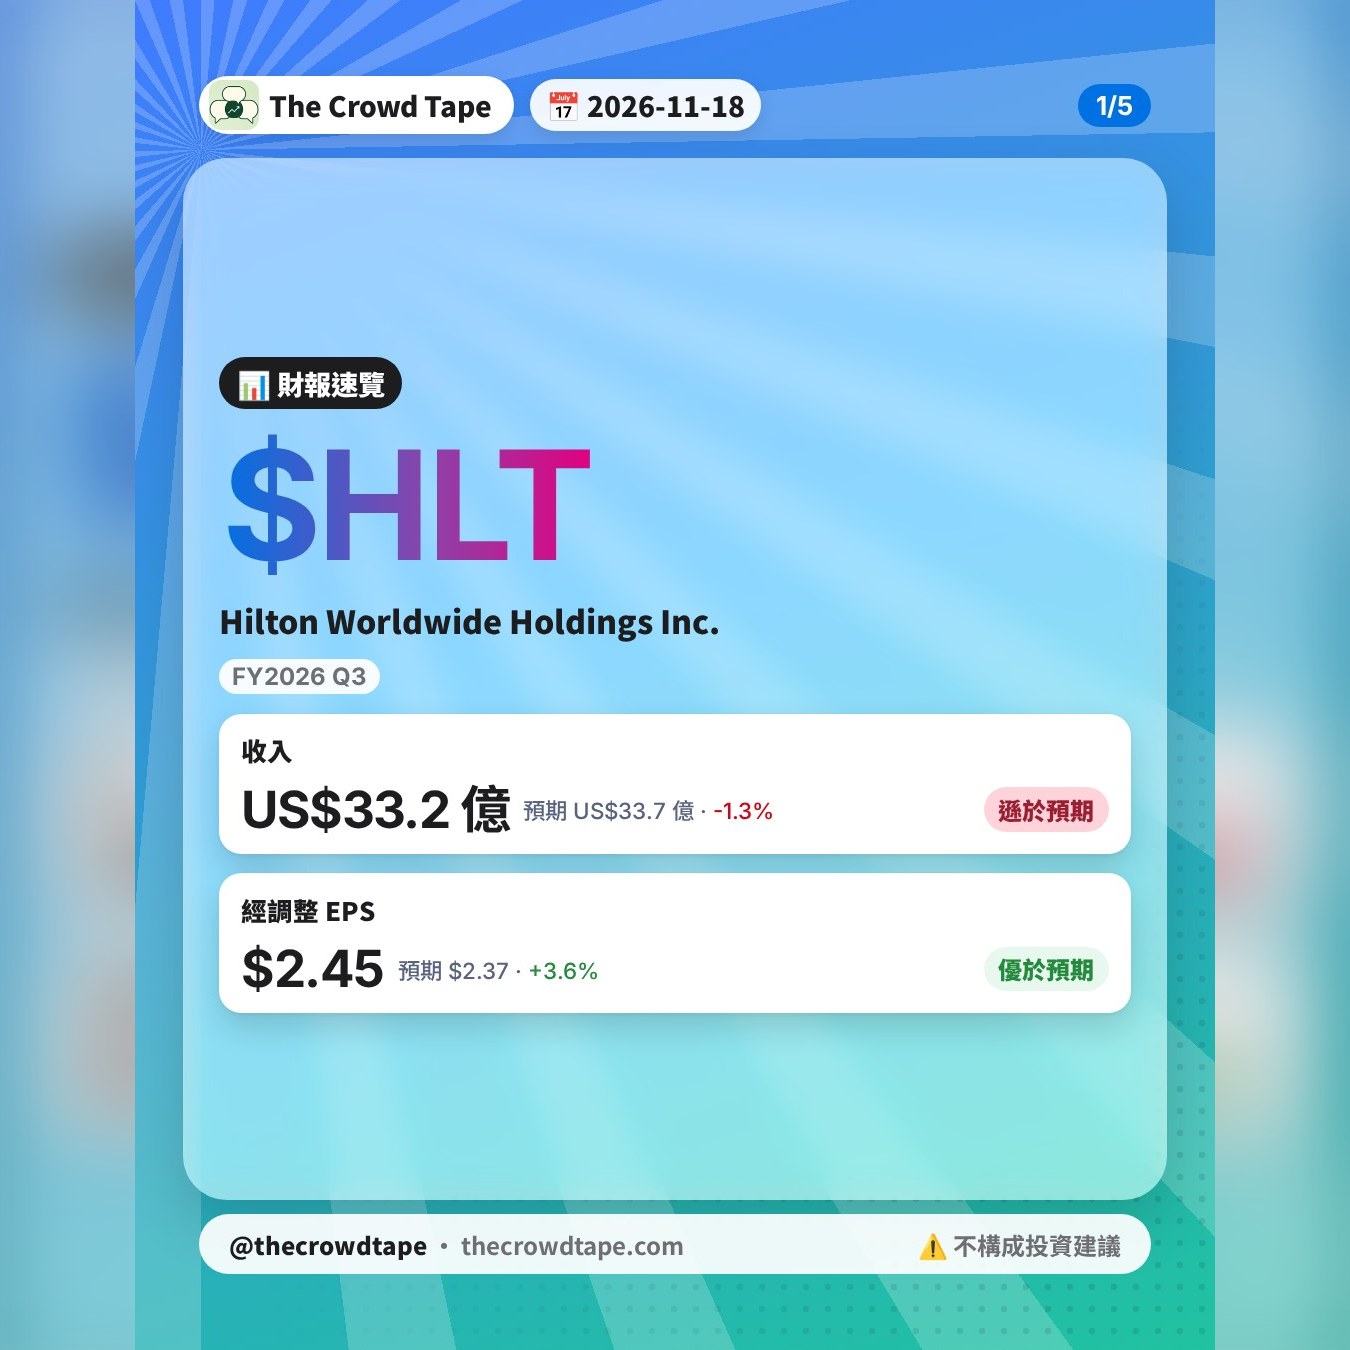 The Crowd Tape
📅 2026-11-18
1/5
📊 財報速覽
$HLT
Hilton Worldwide Holdings Inc.
FY2026 Q3
收入
US$33.2 億 預期 US$33.7 億 · -1.3% 遜於預期
經調整 EPS
$2.45 預期 $2.37 · +3.6% 優於預期
@thecrowdtape • thecrowdtape.com ⚠️ 不構成投資建議